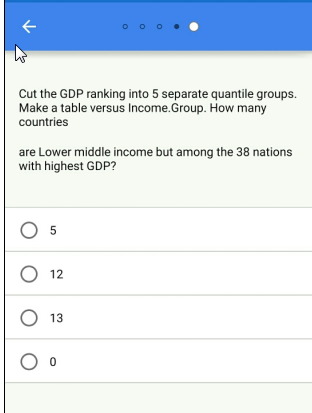 Cut the GDP ranking into 5 separate quantile groups.
Make a table versus Income.Group. How many
countries
are Lower middle income but among the 38 nations
with highest GDP?
5
12
13
0